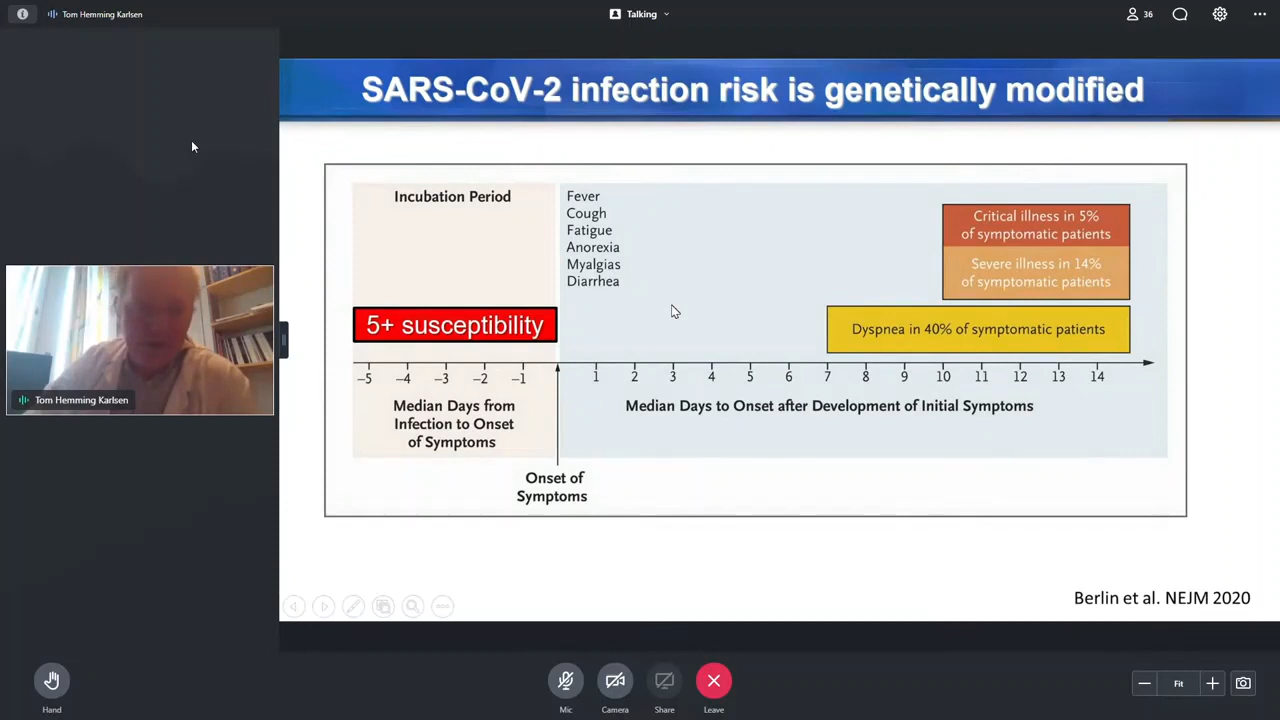 Tom Hemming Karlsen
Talking
36
SARS-CoV-2 infection risk is genetically modified
Incubation Period
Fever
Cough
Fatigue
Anorexia
Myalgias
Diarrhea
Critical illness in 5%
of symptomatic patients
Severe illness in 14%
of symptomatic patients
5+ susceptibility
Dyspnea in 40% of symptomatic patients
−5 −4 −3 −2 −1 1 2 3 4 5 6 7 8 9 10 11 12 13 14
Median Days from
Infection to Onset
of Symptoms
Median Days to Onset after Development of Initial Symptoms
Onset of
Symptoms
Tom Hemming Karlsen
Berlin et al. NEJM 2020
Hand
Mic
Camera
Share
Leave
Fit